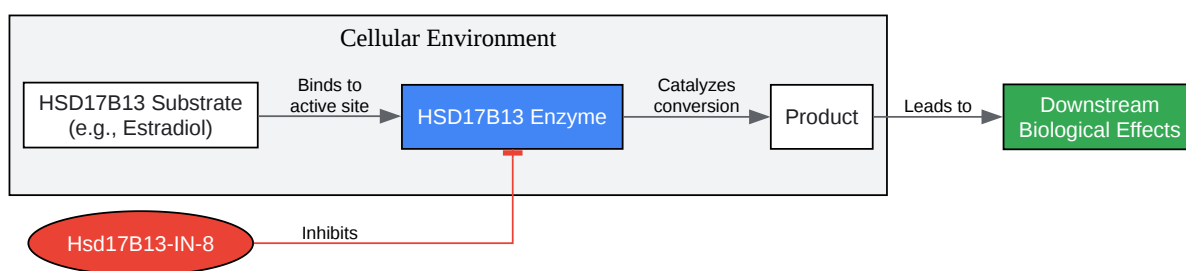 Cellular Environment
HSD17B13 Substrate
(e.g., Estradiol)
Binds to
active site
HSD17B13 Enzyme
Catalyzes
conversion
Product
Leads to
Downstream
Biological Effects
Hsd17B13-IN-8
Inhibits